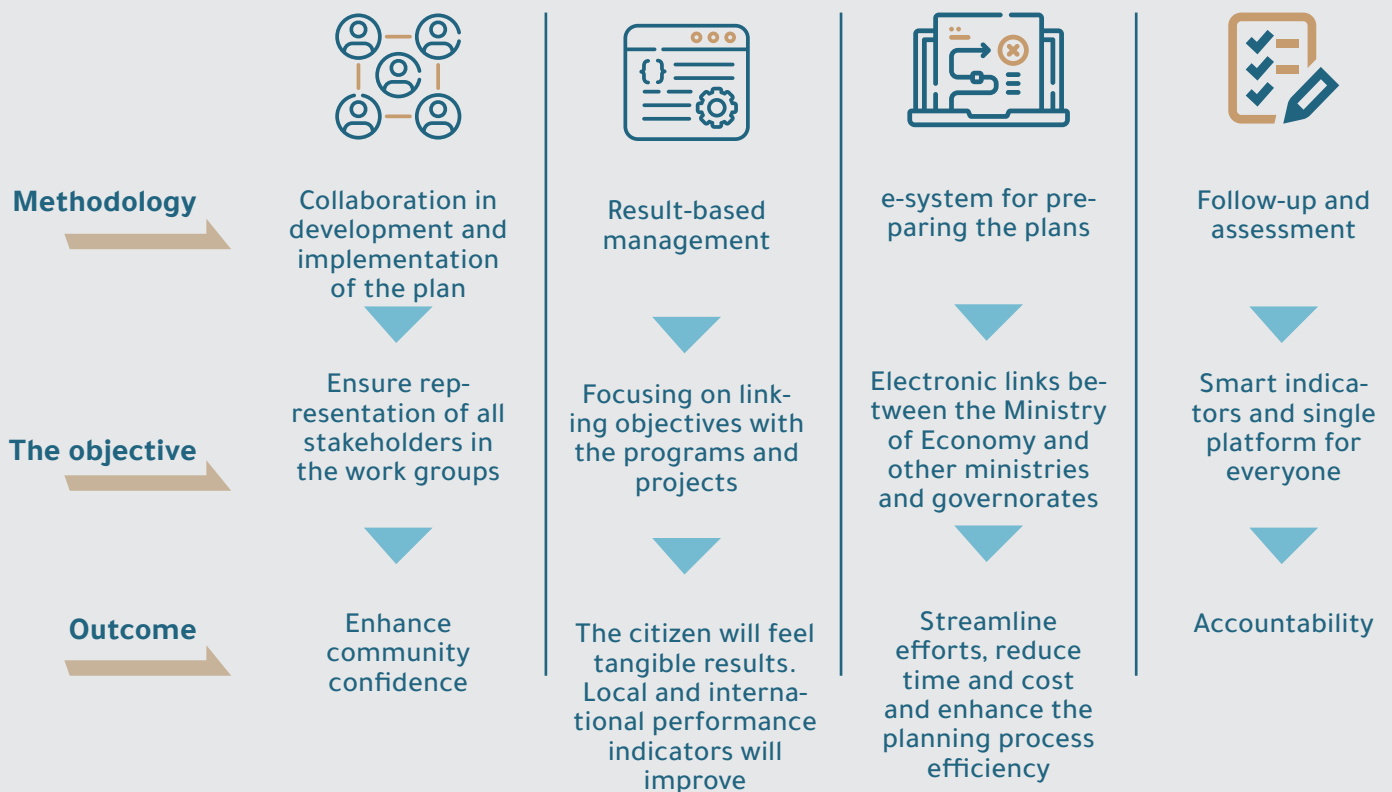 Methodology
Collaboration in
development and
implementation
of the plan
Result-based
management
e-system for pre-
paring the plans
Follow-up and
assessment
The objective
Ensure rep-
resentation of all
stakeholders in
the work groups
Focusing on link-
ing objectives with
the programs and
projects
Electronic links be-
tween the Ministry
of Economy and
other ministries
and governorates
Smart indica-
tors and single
platform for
everyone
Outcome
Enhance
community
confidence
The citizen will feel
tangible results.
Local and interna-
tional performance
indicators will
improve
Streamline
efforts, reduce
time and cost
and enhance the
planning process
efficiency
Accountability